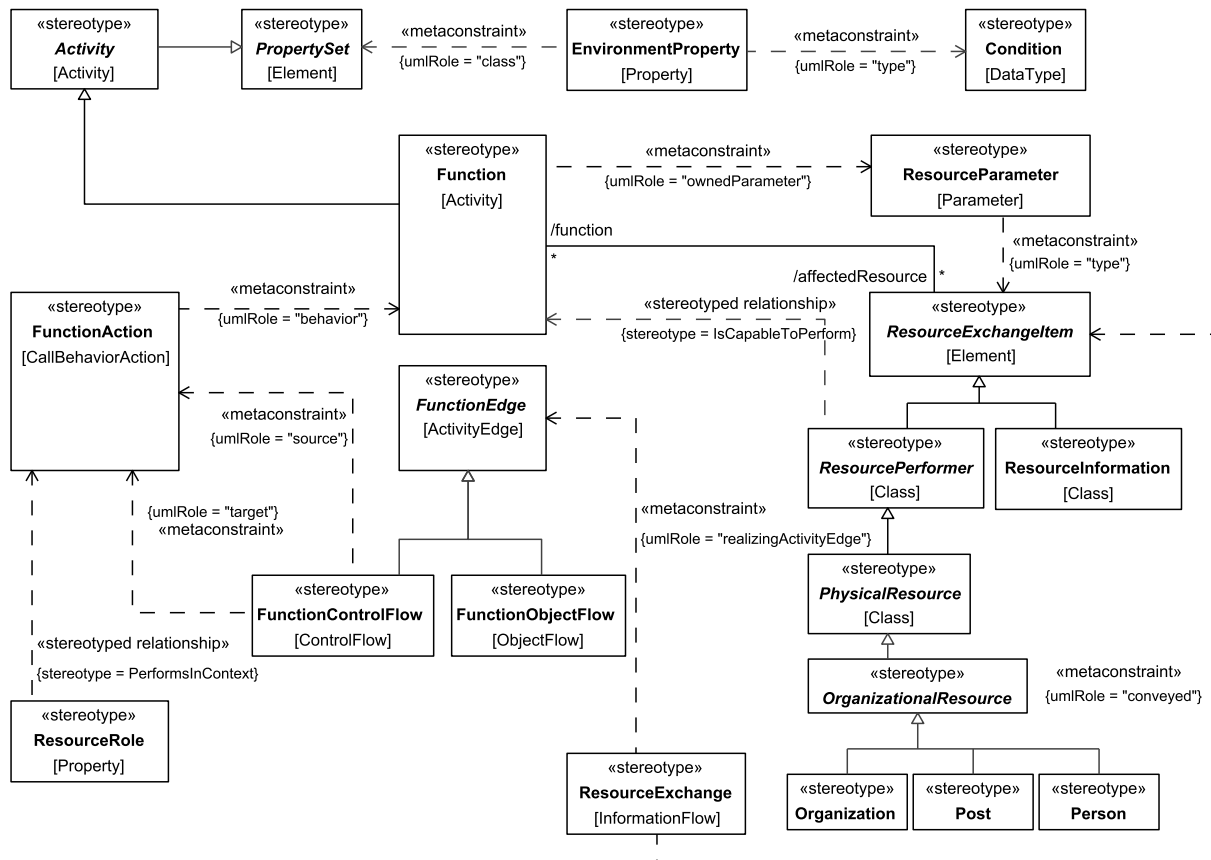 «stereotype»
Activity
[Activity]
«stereotype»
PropertySet
[Element]
«metaconstraint»
{umlRole = "class"}
«stereotype»
EnvironmentProperty
[Property]
«metaconstraint»
{umlRole = "type"}
«stereotype»
Condition
[DataType]
«stereotype»
Function
[Activity]
«metaconstraint»
{umlRole = "ownedParameter"}
«stereotype»
ResourceParameter
[Parameter]
/function
*
«metaconstraint»
{umlRole = "type"}
/affectedResource
*
«stereotype»
FunctionAction
[CallBehaviorAction]
«metaconstraint»
{umlRole = "behavior"}
«stereotyped relationship»
{stereotype = IsCapableToPerform}
«stereotype»
ResourceExchangeItem
[Element]
«stereotype»
FunctionEdge
[ActivityEdge]
«metaconstraint»
{umlRole = "source"}
«stereotype»
ResourcePerformer
[Class]
«stereotype»
ResourceInformation
[Class]
{umlRole = "target"}
«metaconstraint»
«metaconstraint»
{umlRole = "realizingActivityEdge"}
«stereotype»
FunctionControlFlow
[ControlFlow]
«stereotype»
FunctionObjectFlow
[ObjectFlow]
«stereotype»
PhysicalResource
[Class]
«stereotyped relationship»
{stereotype = PerformsInContext}
«stereotype»
OrganizationalResource
«metaconstraint»
{umlRole = "conveyed"}
«stereotype»
ResourceRole
[Property]
«stereotype»
ResourceExchange
[InformationFlow]
«stereotype»
Organization
«stereotype»
Post
«stereotype»
Person